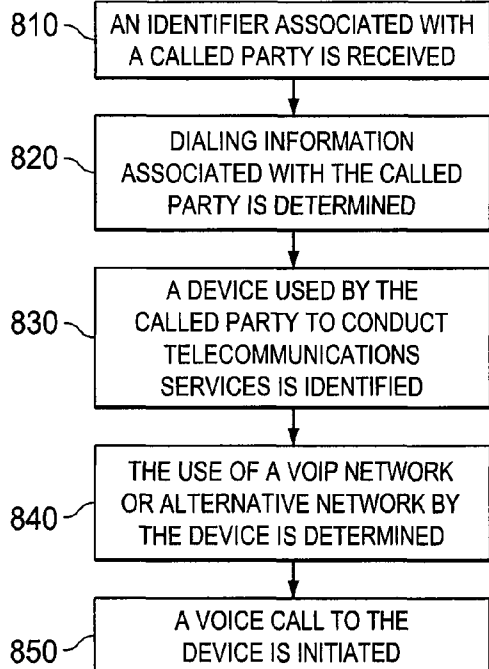 810
AN IDENTIFIER ASSOCIATED WITH
A CALLED PARTY IS RECEIVED
820
DIALING INFORMATION
ASSOCIATED WITH THE CALLED
PARTY IS DETERMINED
830
A DEVICE USED BY THE
CALLED PARTY TO CONDUCT
TELECOMMUNICATIONS
SERVICES IS IDENTIFIED
840
THE USE OF A VOIP NETWORK
OR ALTERNATIVE NETWORK BY
THE DEVICE IS DETERMINED
850
A VOICE CALL TO THE
DEVICE IS INITIATED